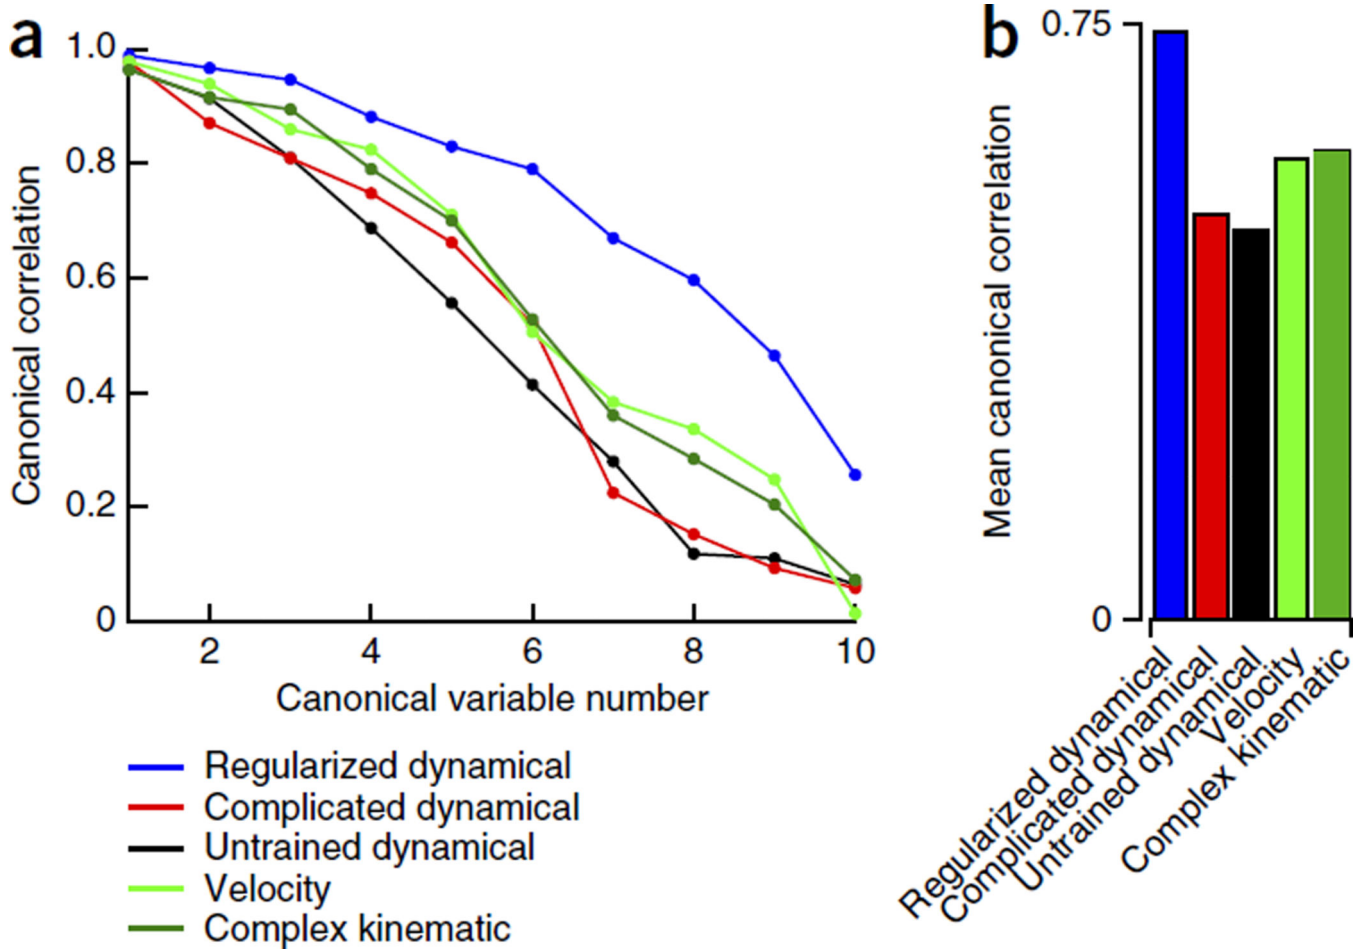 a
1.0
0.8
0.6
0.4
0.2
0
Canonical correlation
2 4 6 8 10
Canonical variable number
Regularized dynamical
Complicated dynamical
Untrained dynamical
Velocity
Complex kinematic
b
0.75
0
Mean canonical correlation
Regularized dynamical
Complicated dynamical
Untrained dynamical
Velocity
Complex kinematic